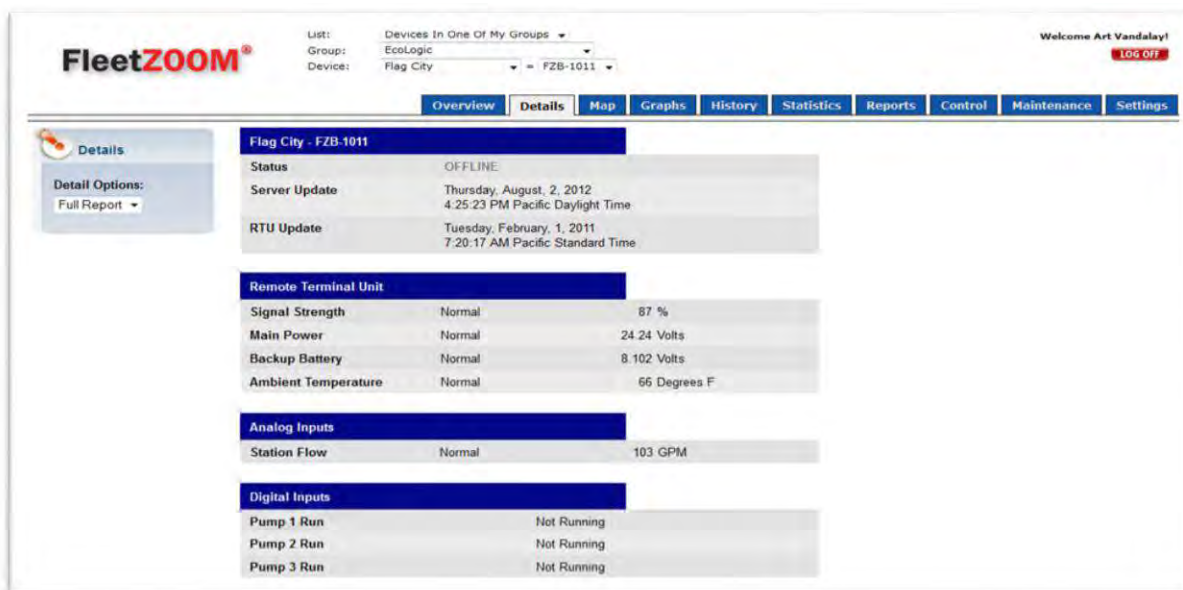 FleetZOOM®
List: Devices In One Of My Groups
Group: EcoLogic
Device: Flag City = FZB-1011
Welcome Art Vandalay!
LOG OFF
Overview Details Map Graphs History Statistics Reports Control Maintenance Settings
Details
Detail Options:
Full Report
Flag City - FZB-1011
Status OFFLINE
Server Update Thursday, August, 2, 2012
4:25:23 PM Pacific Daylight Time
RTU Update Tuesday, February, 1, 2011
7:20:17 AM Pacific Standard Time
Remote Terminal Unit
Signal Strength Normal 87 %
Main Power Normal 24.24 Volts
Backup Battery Normal 8.102 Volts
Ambient Temperature Normal 66 Degrees F
Analog Inputs
Station Flow Normal 103 GPM
Digital Inputs
Pump 1 Run Not Running
Pump 2 Run Not Running
Pump 3 Run Not Running